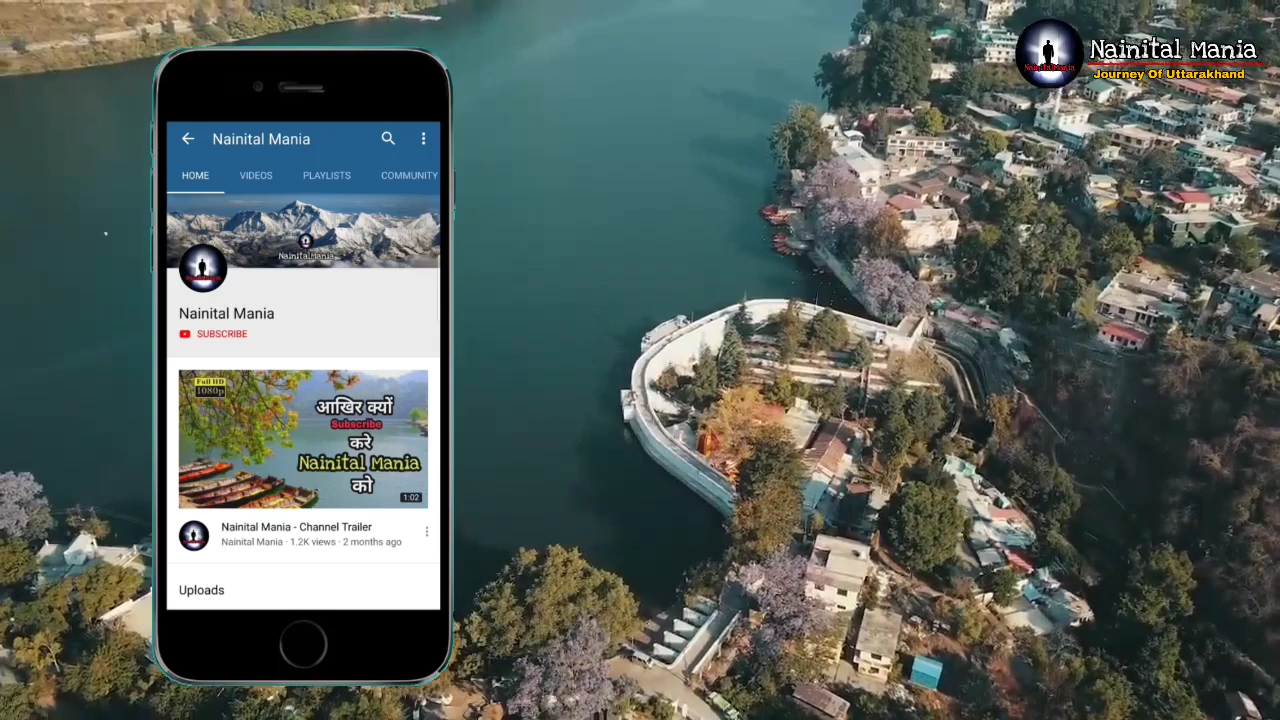 Nainital Mania
Journey Of Uttarakhand
Nainital Mania
Nainital Mania
HOME VIDEOS PLAYLISTS COMMUNITY
NainitalMania
Nainital Mania
SUBSCRIBE
Full HD
1080p
आखिर क्यों
Subscribe
करे
Nainital Mania
को
1:02
Nainital Mania - Channel Trailer
Nainital Mania · 1.2K views · 2 months ago
Uploads